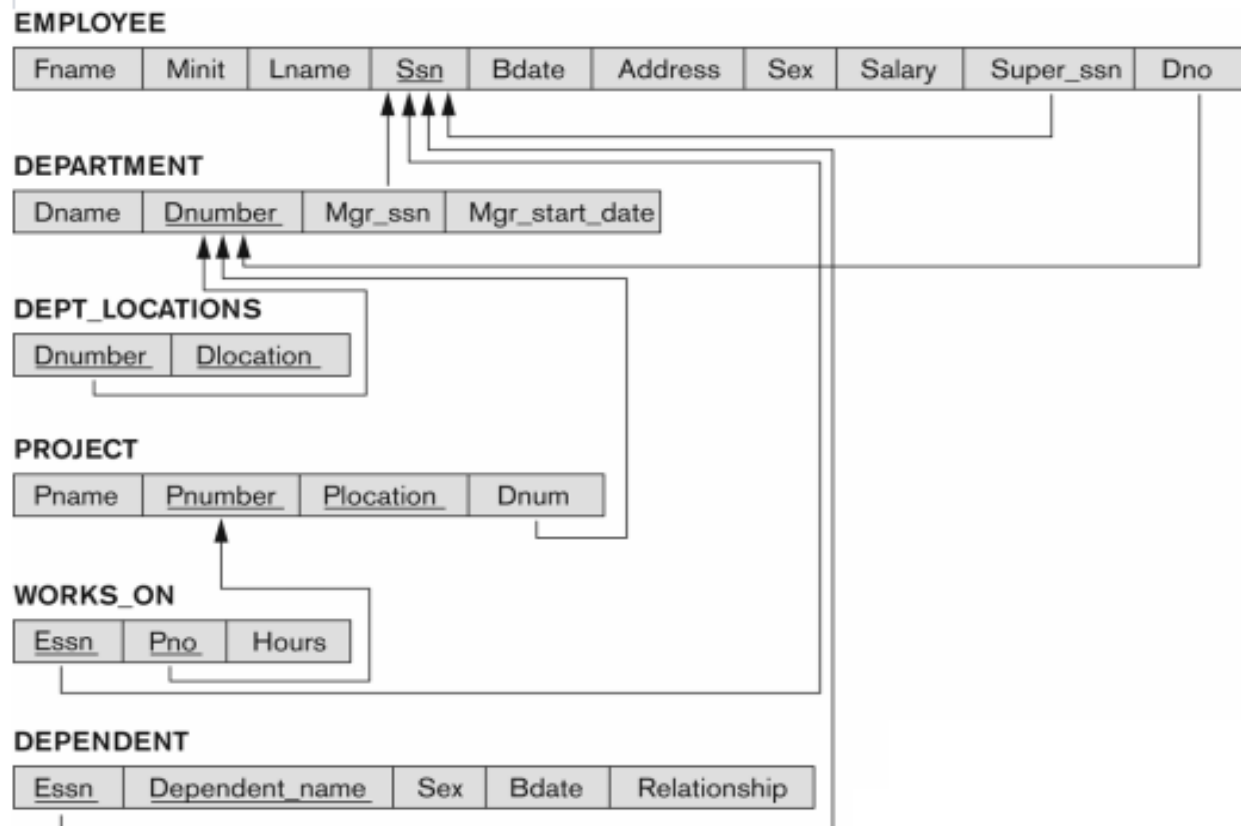 EMPLOYEE
Fname Minit Lname Ssn Bdate Address Sex Salary Super_ssn Dno
DEPARTMENT
Dname Dnumber Mgr_ssn Mgr_start_date
DEPT_LOCATIONS
Dnumber Dlocation
PROJECT
Pname Pnumber Plocation Dnum
WORKS_ON
Essn Pno Hours
DEPENDENT
Essn Dependent_name Sex Bdate Relationship